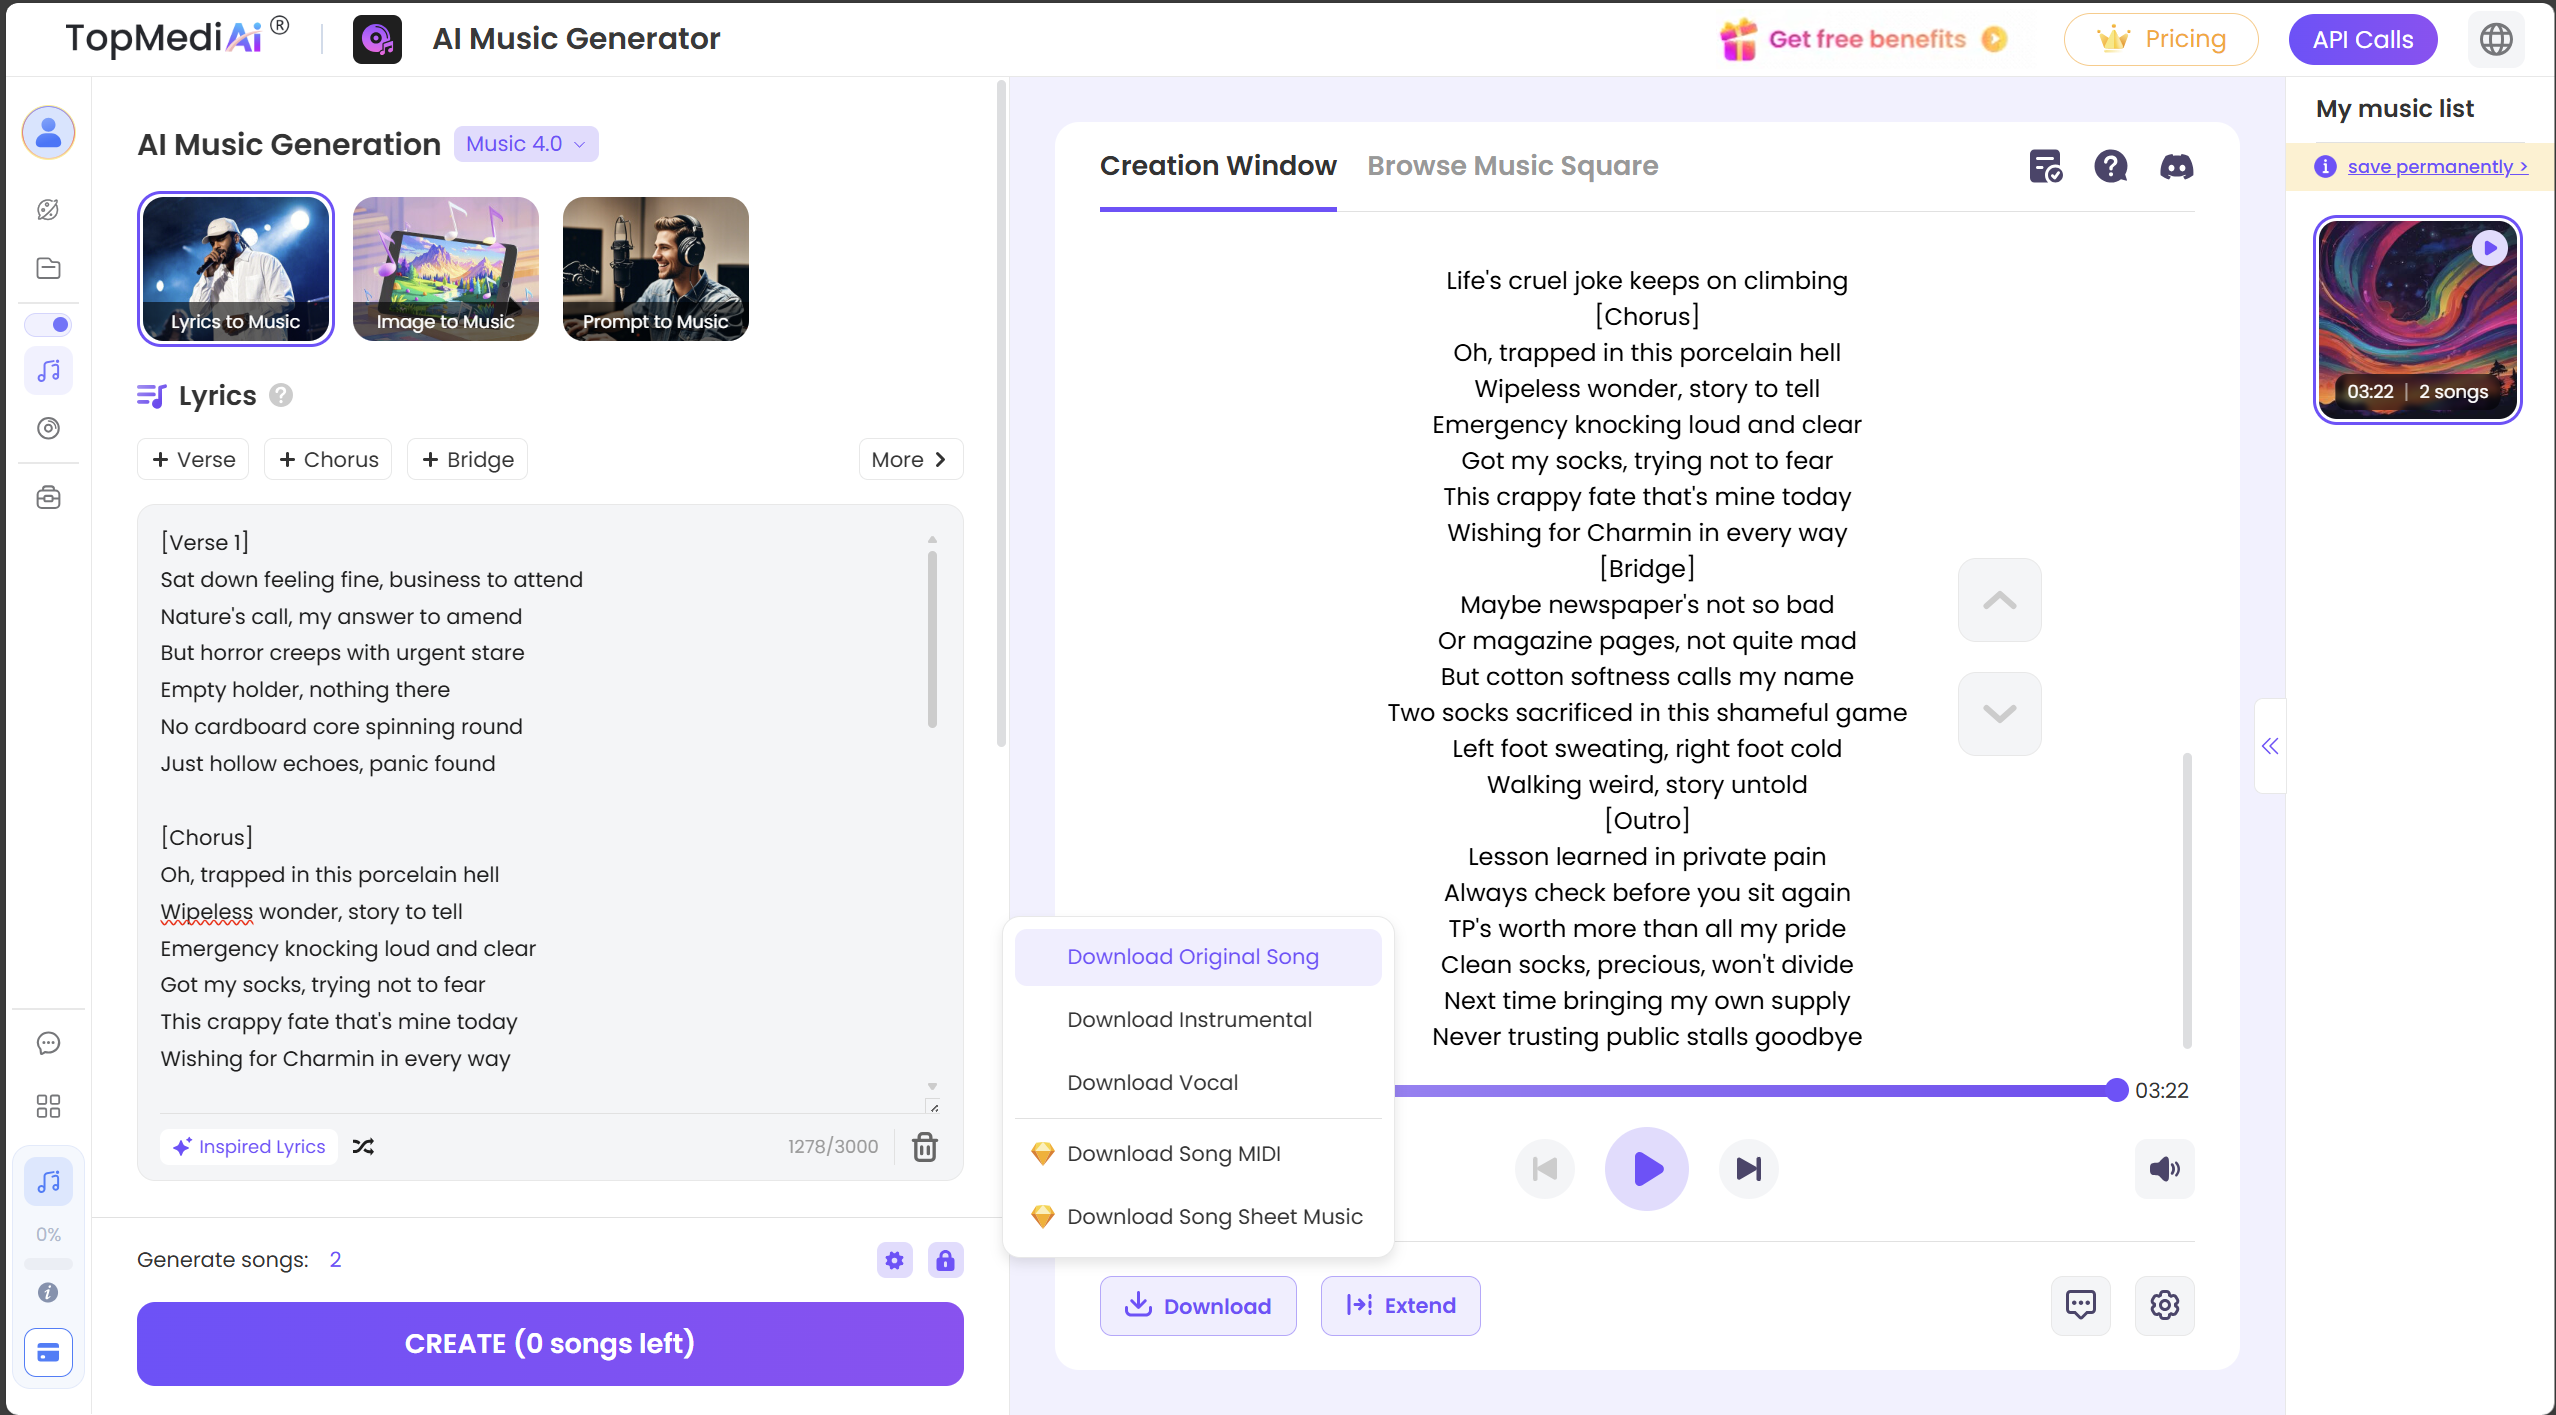 TopMediAi®
AI Music Generator
Get free benefits
Pricing
API Calls
AI Music Generation
Music 4.0
Lyrics to Music
Image to Music
Prompt to Music
Lyrics
+ Verse
+ Chorus
+ Bridge
More >
[Verse 1]
Sat down feeling fine, business to attend
Nature's call, my answer to amend
But horror creeps with urgent stare
Empty holder, nothing there
No cardboard core spinning round
Just hollow echoes, panic found
[Chorus]
Oh, trapped in this porcelain hell
Wipeless wonder, story to tell
Emergency knocking loud and clear
Got my socks, trying not to fear
This crappy fate that's mine today
Wishing for Charmin in every way
Inspired Lyrics
1278/3000
0%
Generate songs: 2
CREATE (0 songs left)
Creation Window
Browse Music Square
Life's cruel joke keeps on climbing
[Chorus]
Oh, trapped in this porcelain hell
Wipeless wonder, story to tell
Emergency knocking loud and clear
Got my socks, trying not to fear
This crappy fate that's mine today
Wishing for Charmin in every way
[Bridge]
Maybe newspaper's not so bad
Or magazine pages, not quite mad
But cotton softness calls my name
Two socks sacrificed in this shameful game
Left foot sweating, right foot cold
Walking weird, story untold
[Outro]
Lesson learned in private pain
Always check before you sit again
TP's worth more than all my pride
Clean socks, precious, won't divide
Next time bringing my own supply
Never trusting public stalls goodbye
03:22
Download Original Song
Download Instrumental
Download Vocal
Download Song MIDI
Download Song Sheet Music
Download
Extend
My music list
save permanently >
03:22 | 2 songs